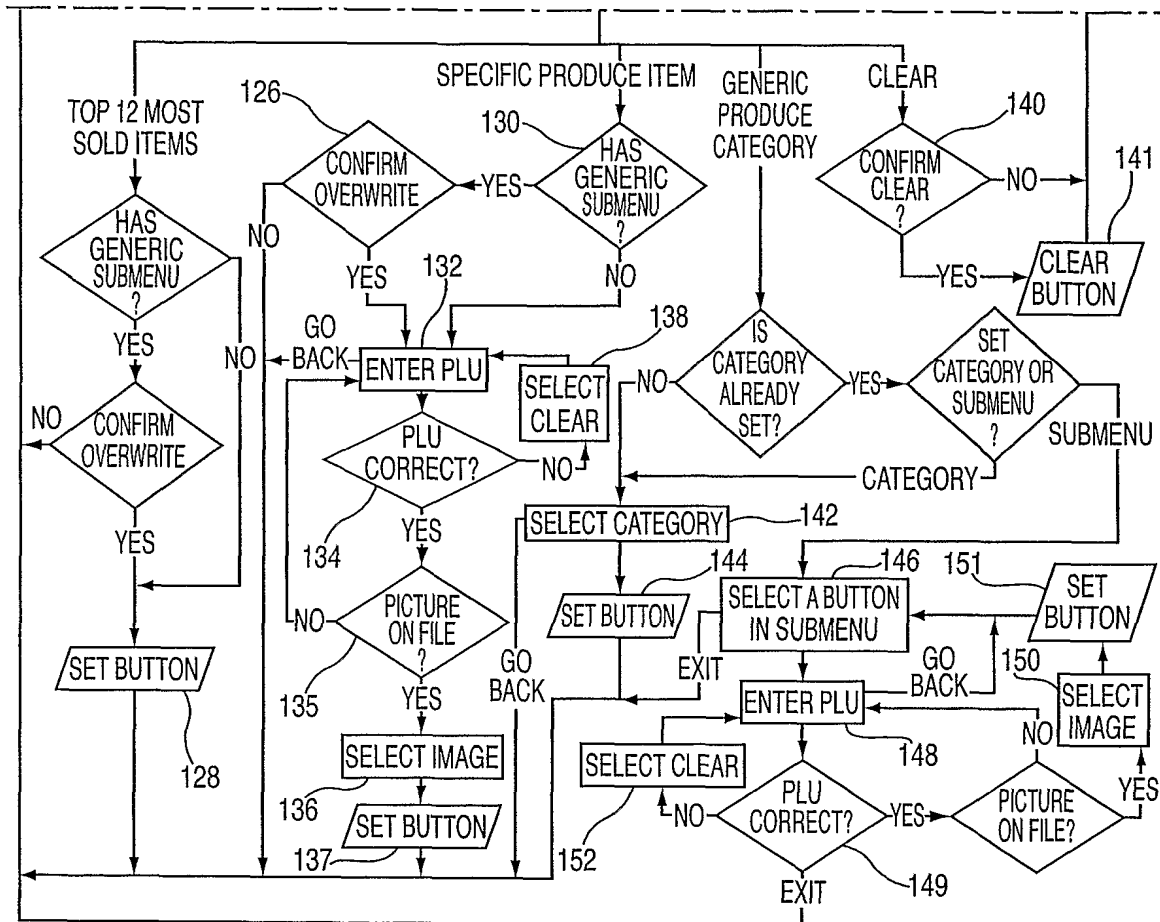 TOP 12 MOST
SOLD ITEMS
HAS
GENERIC
SUBMENU
?
YES
NO
CONFIRM
OVERWRITE
NO
YES
SET BUTTON
128
SPECIFIC PRODUCE ITEM
130
HAS
GENERIC
SUBMENU
?
YES
NO
126
CONFIRM
OVERWRITE
NO
YES
132
GO
BACK
ENTER PLU
138
SELECT
CLEAR
PLU
CORRECT?
NO
134
YES
PICTURE
ON FILE
?
NO
135
YES
SELECT IMAGE
136
SET BUTTON
137
GENERIC
PRODUCE
CATEGORY
IS
CATEGORY
ALREADY
SET?
NO
YES
SET
CATEGORY OR
SUBMENU
?
SUBMENU
CATEGORY
SELECT CATEGORY
142
144
SET BUTTON
GO
BACK
146
SELECT A BUTTON
IN SUBMENU
EXIT
ENTER PLU
148
GO
BACK
151
SET
BUTTON
150
SELECT
IMAGE
SELECT CLEAR
152
NO
PLU
CORRECT?
149
YES
PICTURE
ON FILE?
NO
YES
EXIT
CLEAR
140
CONFIRM
CLEAR
?
NO
YES
141
CLEAR
BUTTON